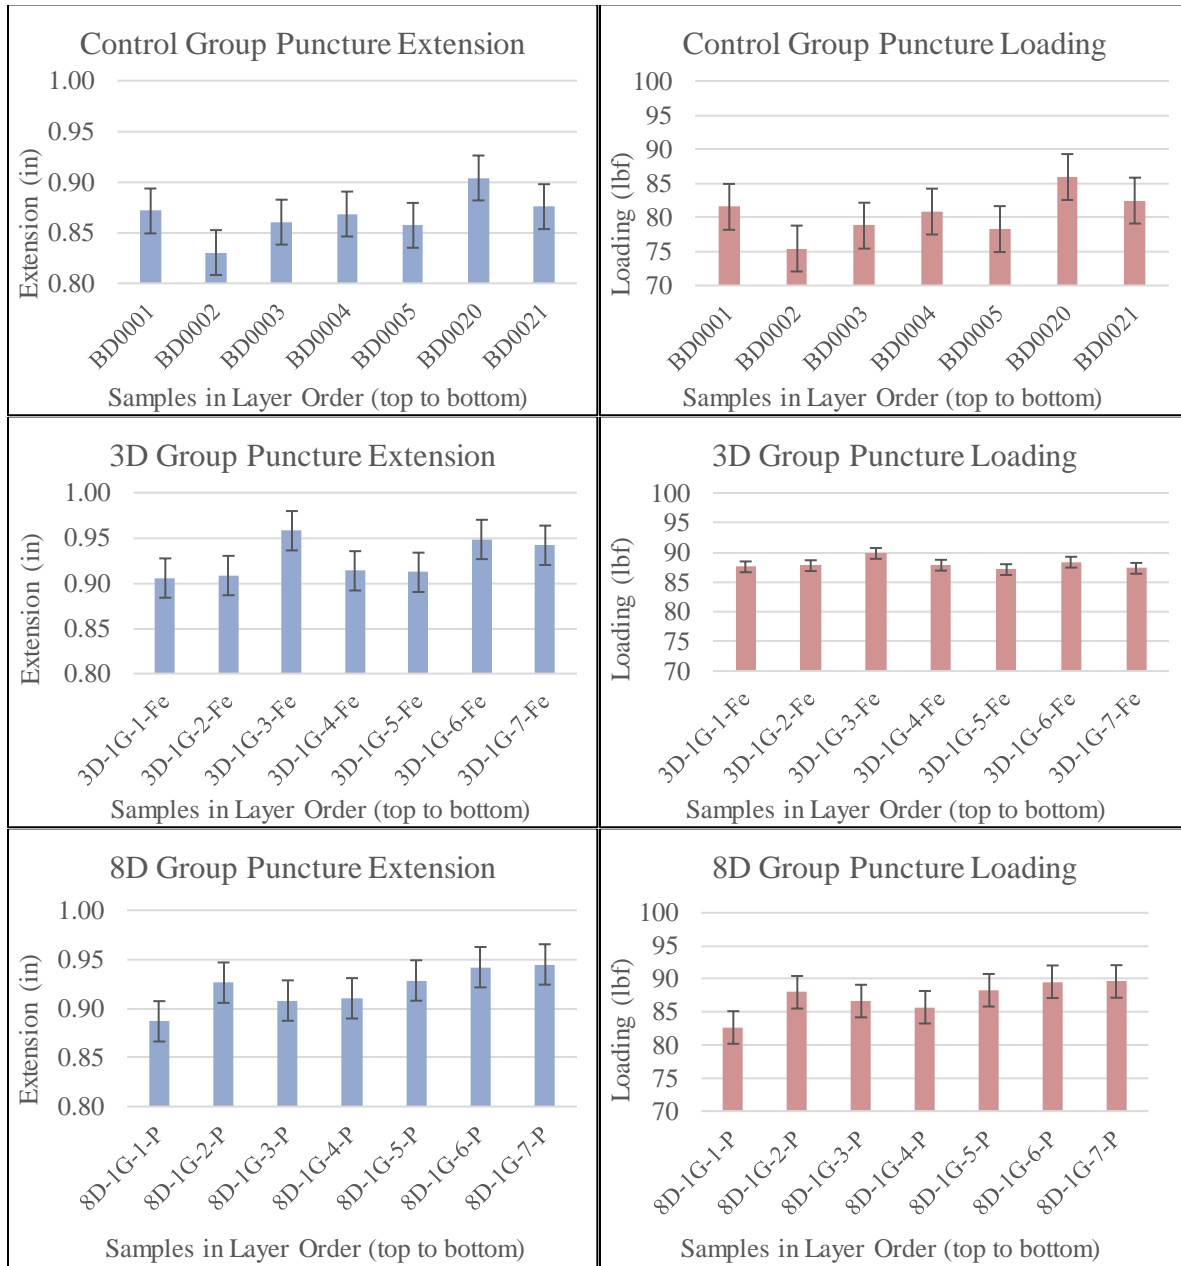 Control Group Puncture Extension
1.00
0.95
0.90
0.85
0.80
Extension (in)
BD0001
BD0002
BD0003
BD0004
BD0005
BD0020
BD0021
Samples in Layer Order (top to bottom)
Control Group Puncture Loading
100
95
90
85
80
75
70
Loading (lbf)
BD0001
BD0002
BD0003
BD0004
BD0005
BD0020
BD0021
Samples in Layer Order (top to bottom)
3D Group Puncture Extension
1.00
0.95
0.90
0.85
0.80
Extension (in)
3D-1G-1-Fe
3D-1G-2-Fe
3D-1G-3-Fe
3D-1G-4-Fe
3D-1G-5-Fe
3D-1G-6-Fe
3D-1G-7-Fe
Samples in Layer Order (top to bottom)
3D Group Puncture Loading
100
95
90
85
80
75
70
Loading (lbf)
3D-1G-1-Fe
3D-1G-2-Fe
3D-1G-3-Fe
3D-1G-4-Fe
3D-1G-5-Fe
3D-1G-6-Fe
3D-1G-7-Fe
Samples in Layer Order (top to bottom)
8D Group Puncture Extension
1.00
0.95
0.90
0.85
0.80
Extension (in)
8D-1G-1-P
8D-1G-2-P
8D-1G-3-P
8D-1G-4-P
8D-1G-5-P
8D-1G-6-P
8D-1G-7-P
Samples in Layer Order (top to bottom)
8D Group Puncture Loading
100
95
90
85
80
75
70
Loading (lbf)
8D-1G-1-P
8D-1G-2-P
8D-1G-3-P
8D-1G-4-P
8D-1G-5-P
8D-1G-6-P
8D-1G-7-P
Samples in Layer Order (top to bottom)